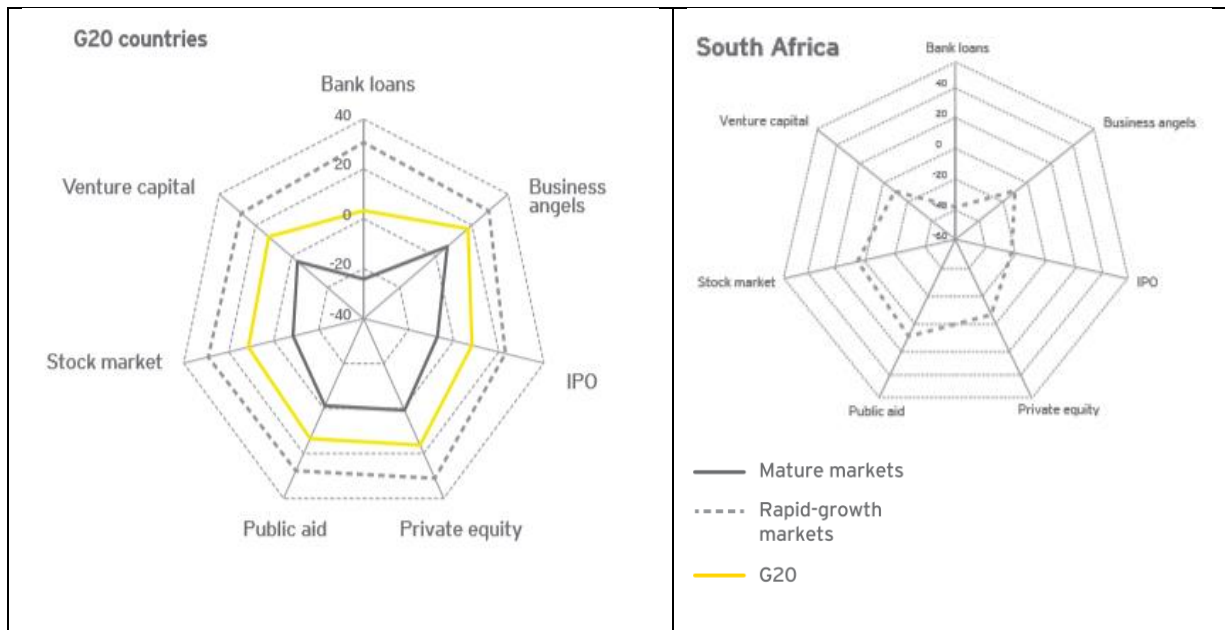 G20 countries
Bank loans
40
20
0
-20
-40
Venture capital
Business
angels
Stock market
IPO
Public aid
Private equity
South Africa
Bank loans
40
20
0
-20
-40
-60
Venture capital
Business angels
Stock market
IPO
Public aid
Private equity
Mature markets
Rapid-growth
markets
G20